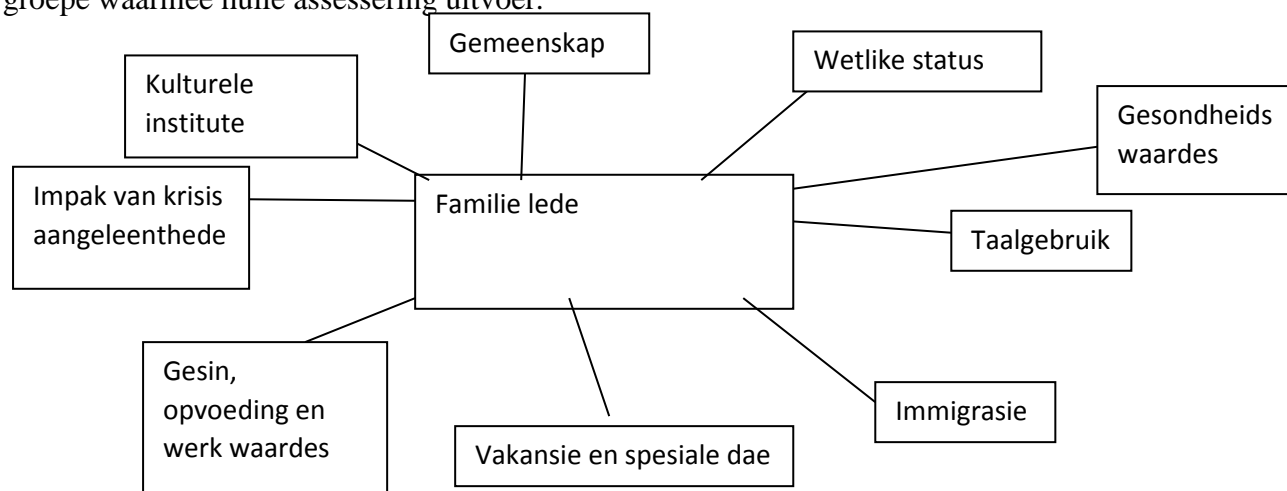 groepe waarmee hulle assessering uitvoer.
Gemeenskap
Wetlike status
Kulturele
institute
Gesondheids
waardes
Impak van krisis
aangeleenthede
Familie lede
Taalgebruik
Gesin,
opvoeding en
werk waardes
Immigrasie
Vakansie en spesiale dae